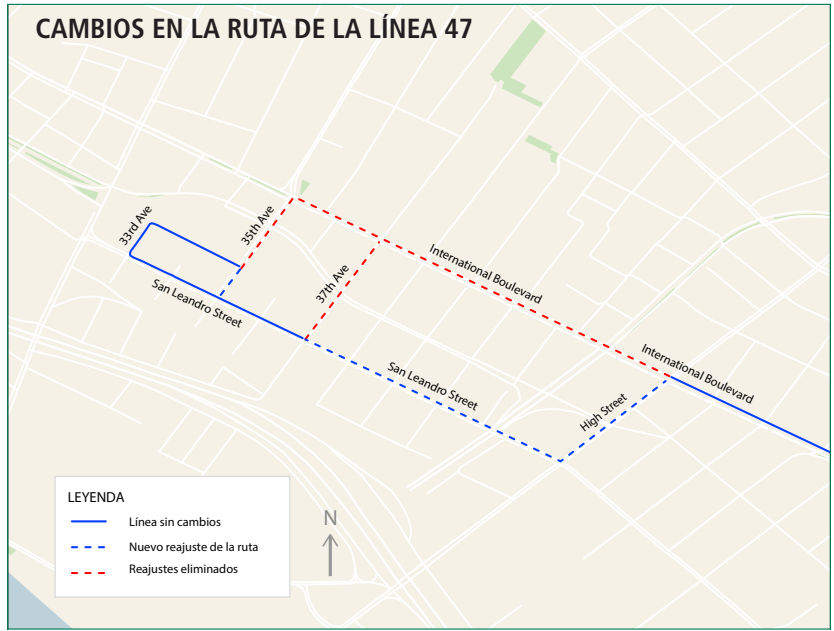 CAMBIOS EN LA RUTA DE LA LÍNEA 47
33rd Ave
35th Ave
International Boulevard
37th Ave
San Leandro Street
International Boulevard
San Leandro Street
High Street
LEYENDA
Línea sin cambios
Nuevo reajuste de la ruta
Reajustes eliminados
N